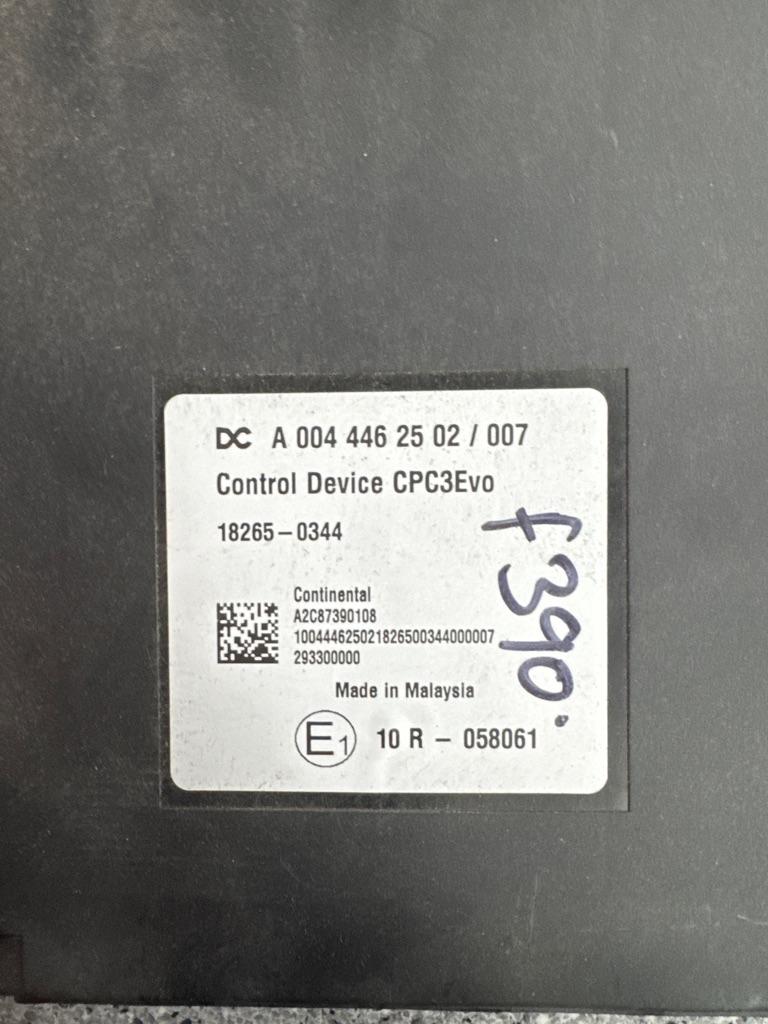 DC A 004 446 25 02 / 007
Control Device CPC3Evo
18265-0344
Continental
A2C87390108
10044462502182650034400007
293300000
Made in Malaysia
E1 10 R - 058061
f390.